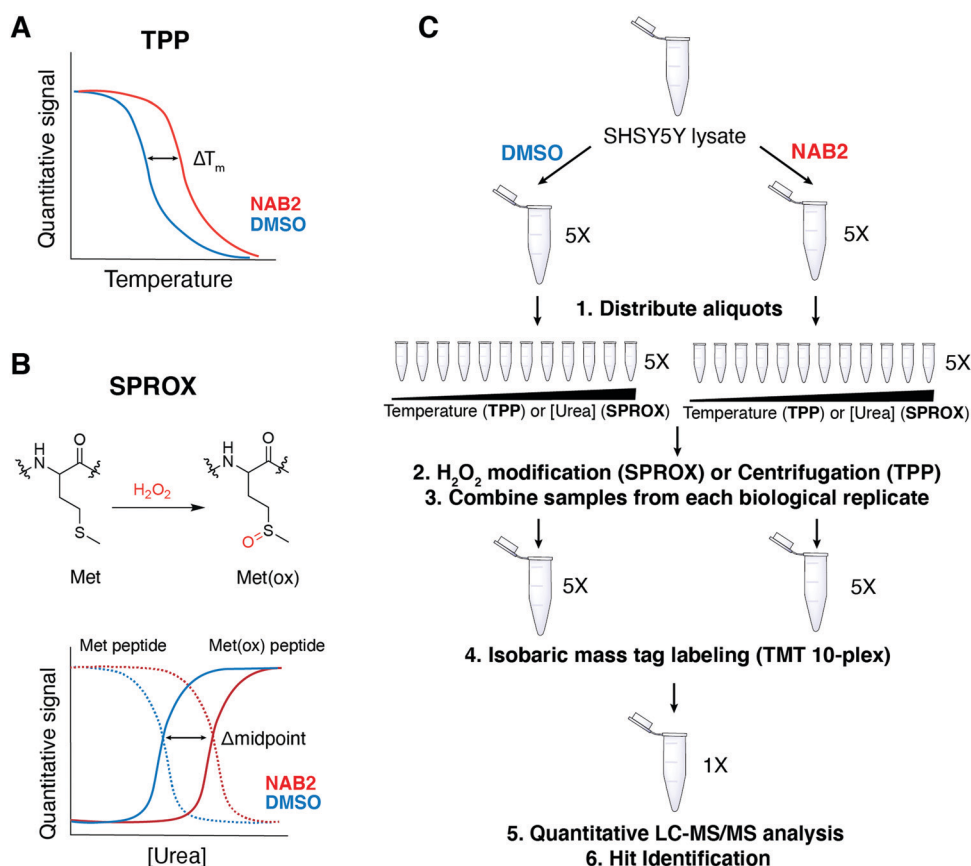 A
TPP
Quantitative signal
ΔTm
NAB2
DMSO
Temperature
B
SPROX
H
N
O
S
Met
H2O2
H
N
O
S
O
Met(ox)
Met peptide
Met(ox) peptide
Quantitative signal
Δmidpoint
NAB2
DMSO
[Urea]
C
SHSY5Y lysate
DMSO
NAB2
5X
5X
1. Distribute aliquots
5X
5X
Temperature (TPP) or [Urea] (SPROX)
Temperature (TPP) or [Urea] (SPROX)
2. H2O2 modification (SPROX) or Centrifugation (TPP)
3. Combine samples from each biological replicate
5X
5X
4. Isobaric mass tag labeling (TMT 10-plex)
1X
5. Quantitative LC-MS/MS analysis
6. Hit Identification